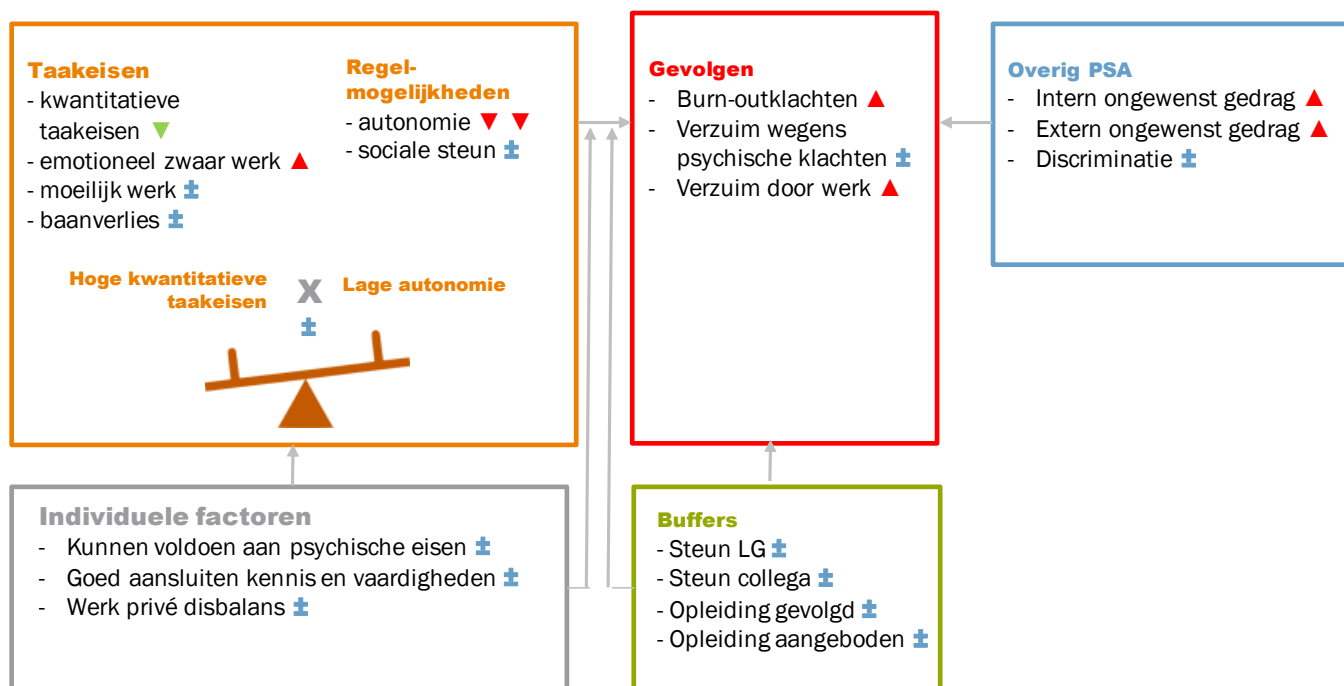 Taakeisen
- kwantitatieve
taakeisen ▼
- emotioneel zwaar werk ▲
- moeilijk werk ±
- baanverlies ±
Regel-
mogelijkheden
- autonomie ▼ ▼
- sociale steun ±
Hoge kwantitatieve
taakeisen
X
±
Lage autonomie
Gevolgen
- Burn-outklachten ▲
- Verzuim wegens
psychische klachten ±
- Verzuim door werk ▲
Overig PSA
- Intern ongewenst gedrag ▲
- Extern ongewenst gedrag ▲
- Discriminatie ±
Individuele factoren
- Kunnen voldoen aan psychische eisen ±
- Goed aansluiten kennis en vaardigheden ±
- Werk privé disbalans ±
Buffers
- Steun LG ±
- Steun collega ±
- Opleiding gevolgd ±
- Opleiding aangeboden ±